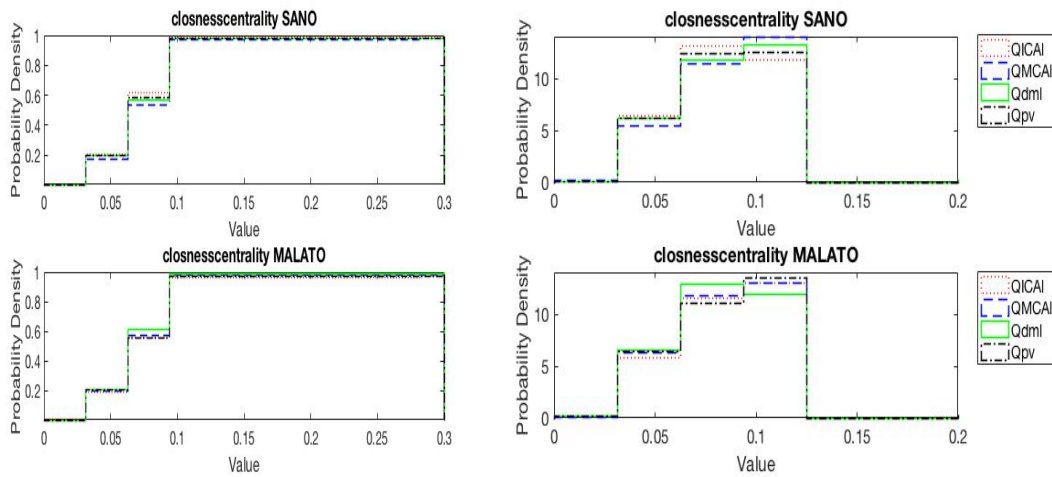 closnesscentrality SANO
Probability Density
1
0.8
0.6
0.4
0.2
0 0.05 0.1 0.15 0.2 0.25 0.3
Value
closnesscentrality SANO
Probability Density
10
5
0
0 0.05 0.1 0.15 0.2
Value
QICAI
QMCAI
Qdml
Qpv
closnesscentrality MALATO
Probability Density
1
0.8
0.6
0.4
0.2
0 0.05 0.1 0.15 0.2 0.25 0.3
Value
closnesscentrality MALATO
Probability Density
10
5
0
0 0.05 0.1 0.15 0.2
Value
QICAI
QMCAI
Qdml
Qpv